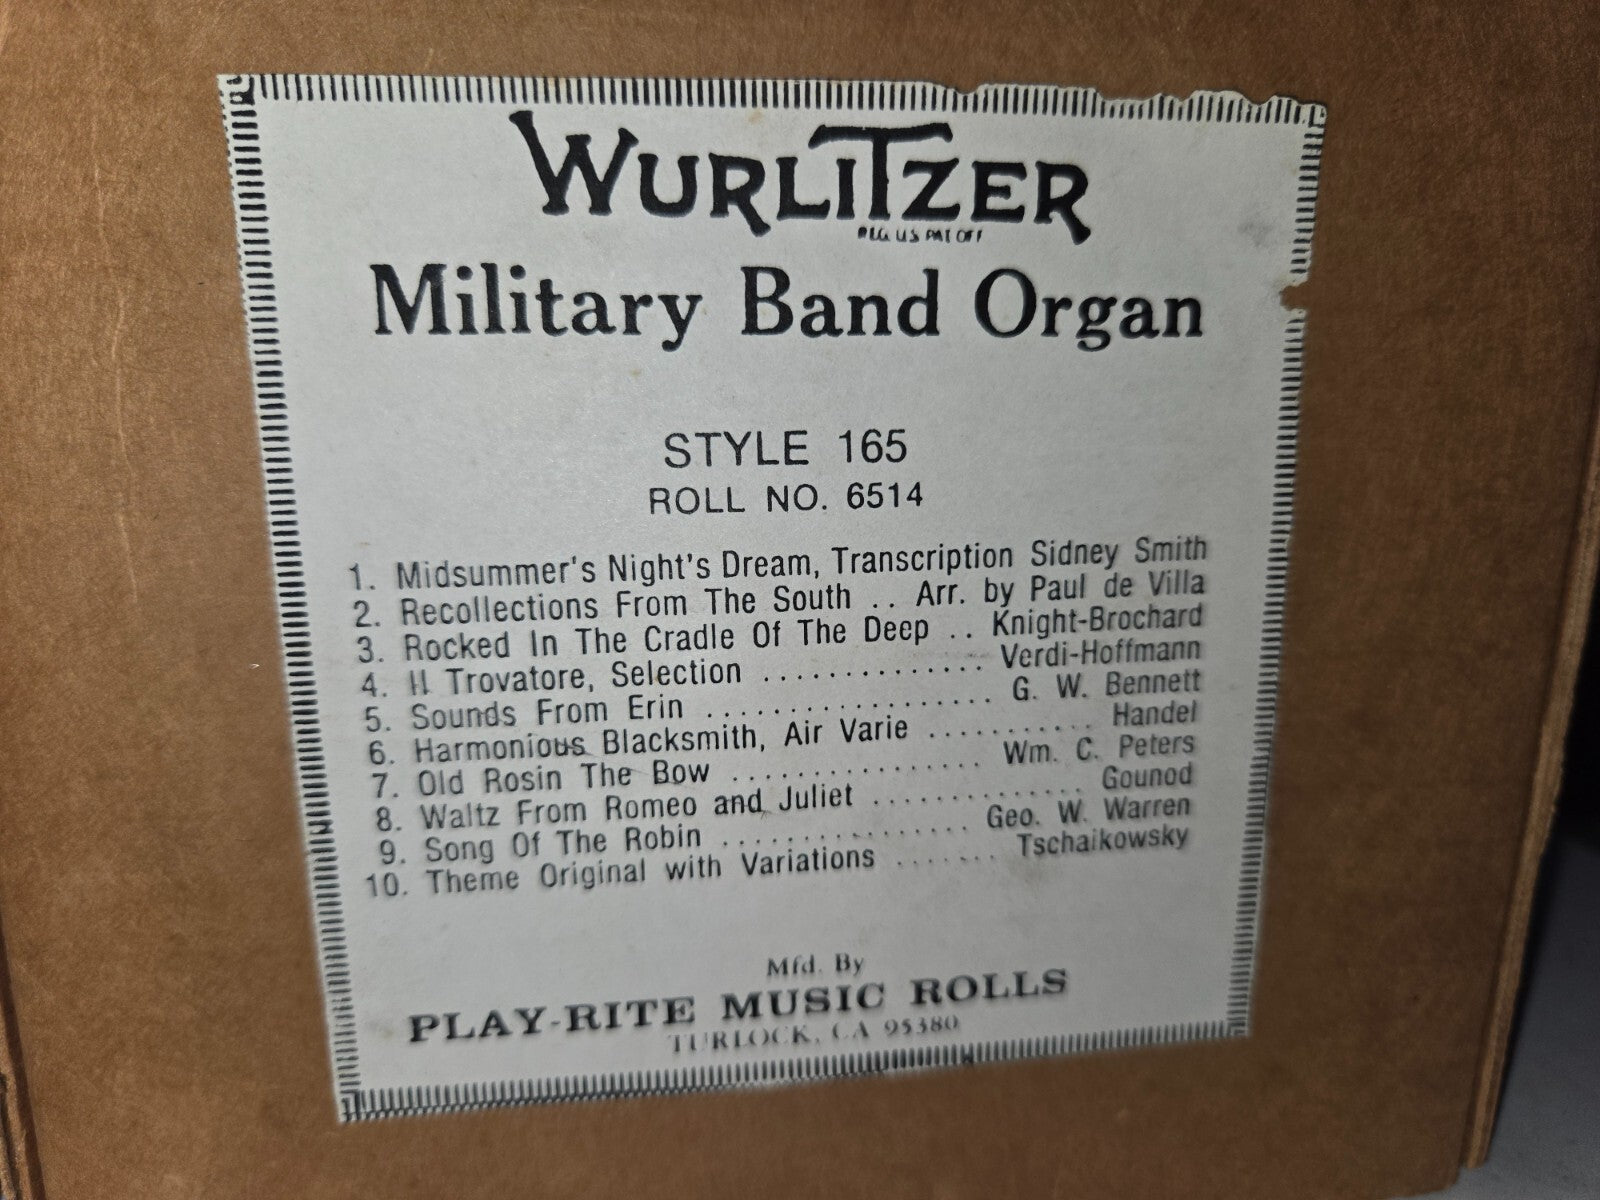 WURLITZER
REG. U.S. PAT OFF
Military Band Organ
STYLE 165
ROLL NO. 6514
1. Midsummer's Night's Dream, Transcription Sidney Smith
2. Recollections From The South .. Arr. by Paul de Villa
3. Rocked In The Cradle Of The Deep .. Knight-Brochard
4. Il Trovatore, Selection .............. Verdi-Hoffmann
5. Sounds From Erin .................. G. W. Bennett
6. Harmonious Blacksmith, Air Varie .......... Handel
7. Old Rosin The Bow ................ Wm. C. Peters
8. Waltz From Romeo and Juliet .............. Gounod
9. Song Of The Robin ................ Geo. W. Warren
10. Theme Original with Variations ....... Tschaikowsky
Mfd. By
PLAY-RITE MUSIC ROLLS
TURLOCK, CA 95380